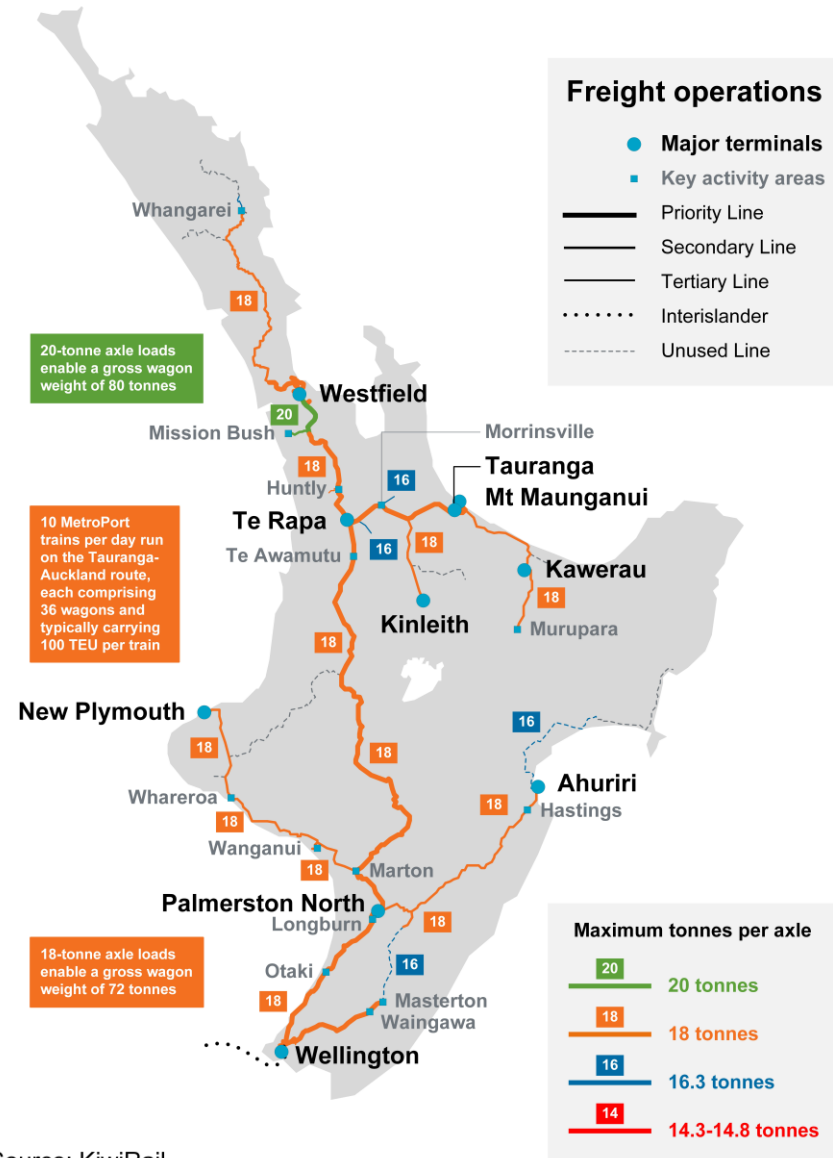 Freight operations
Major terminals
Key activity areas
Priority Line
Secondary Line
Tertiary Line
Interislander
Unused Line
Whangarei
18
20-tonne axle loads
enable a gross wagon
weight of 80 tonnes
Westfield
20
Mission Bush
Morrinsville
18
16
Tauranga
Mt Maunganui
Huntly
Te Rapa
16
18
Te Awamutu
10 MetroPort
trains per day run
on the Tauranga-
Auckland route,
each comprising
36 wagons and
typically carrying
100 TEU per train
Kawerau
18
Kinleith
Murupara
18
New Plymouth
16
18
18
Ahuriri
Whareroa
18
Hastings
18
Wanganui
18
Marton
Palmerston North
Longburn
18
16
18-tonne axle loads
enable a gross wagon
weight of 72 tonnes
Otaki
18
Masterton
Waingawa
Wellington
Maximum tonnes per axle
20
20 tonnes
18
18 tonnes
16
16.3 tonnes
14
14.3-14.8 tonnes
Source: KiwiRail